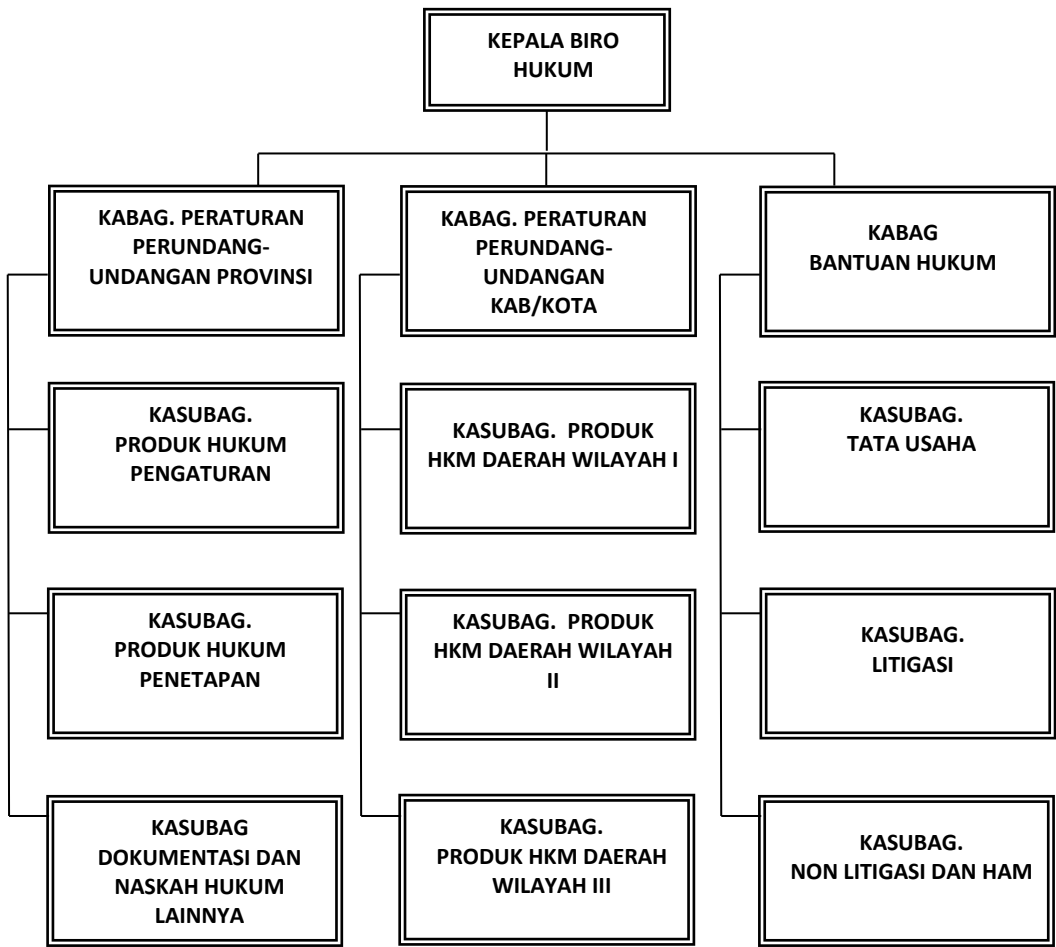 KEPALA BIRO
HUKUM
KABAG. PERATURAN
PERUNDANG-
UNDANGAN PROVINSI
KABAG. PERATURAN
PERUNDANG-
UNDANGAN
KAB/KOTA
KABAG
BANTUAN HUKUM
KASUBAG.
PRODUK HUKUM
PENGATURAN
KASUBAG. PRODUK
HKM DAERAH WILAYAH I
KASUBAG.
TATA USAHA
KASUBAG.
PRODUK HUKUM
PENETAPAN
KASUBAG. PRODUK
HKM DAERAH WILAYAH
II
KASUBAG.
LITIGASI
KASUBAG
DOKUMENTASI DAN
NASKAH HUKUM
LAINNYA
KASUBAG.
PRODUK HKM DAERAH
WILAYAH III
KASUBAG.
NON LITIGASI DAN HAM